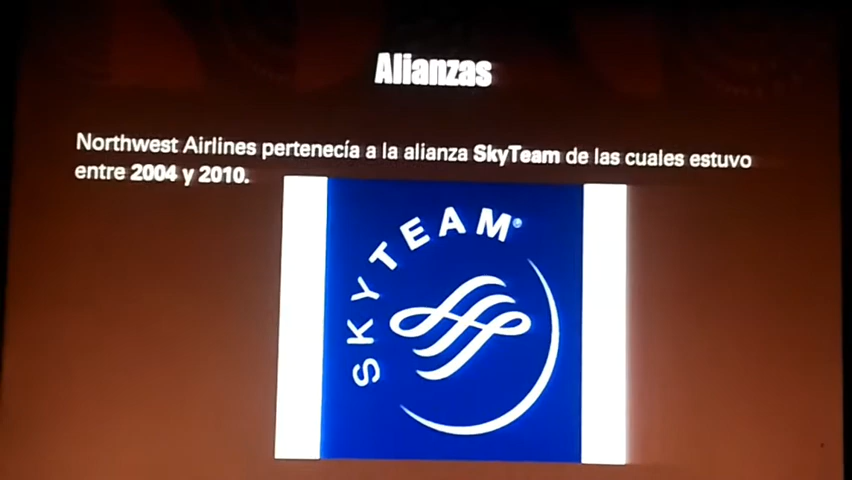 Alianzas
Northwest Airlines pertenecía a la alianza SkyTeam de las cuales estuvo
entre 2004 y 2010.
SKYTEAM®